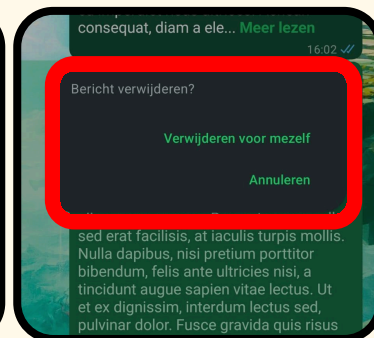 consequat, diam a ele... Meer lezen
16:02
Bericht verwijderen?
Verwijderen voor mezelf
Annuleren
sed erat facilisis, at iaculis turpis mollis.
Nulla dapibus, nisi pretium porttitor
bibendum, felis ante ultricies nisi, a
tincidunt augue sapien vitae lectus. Ut
et ex dignissim, interdum lectus sed,
pulvinar dolor. Fusce gravida quis risus